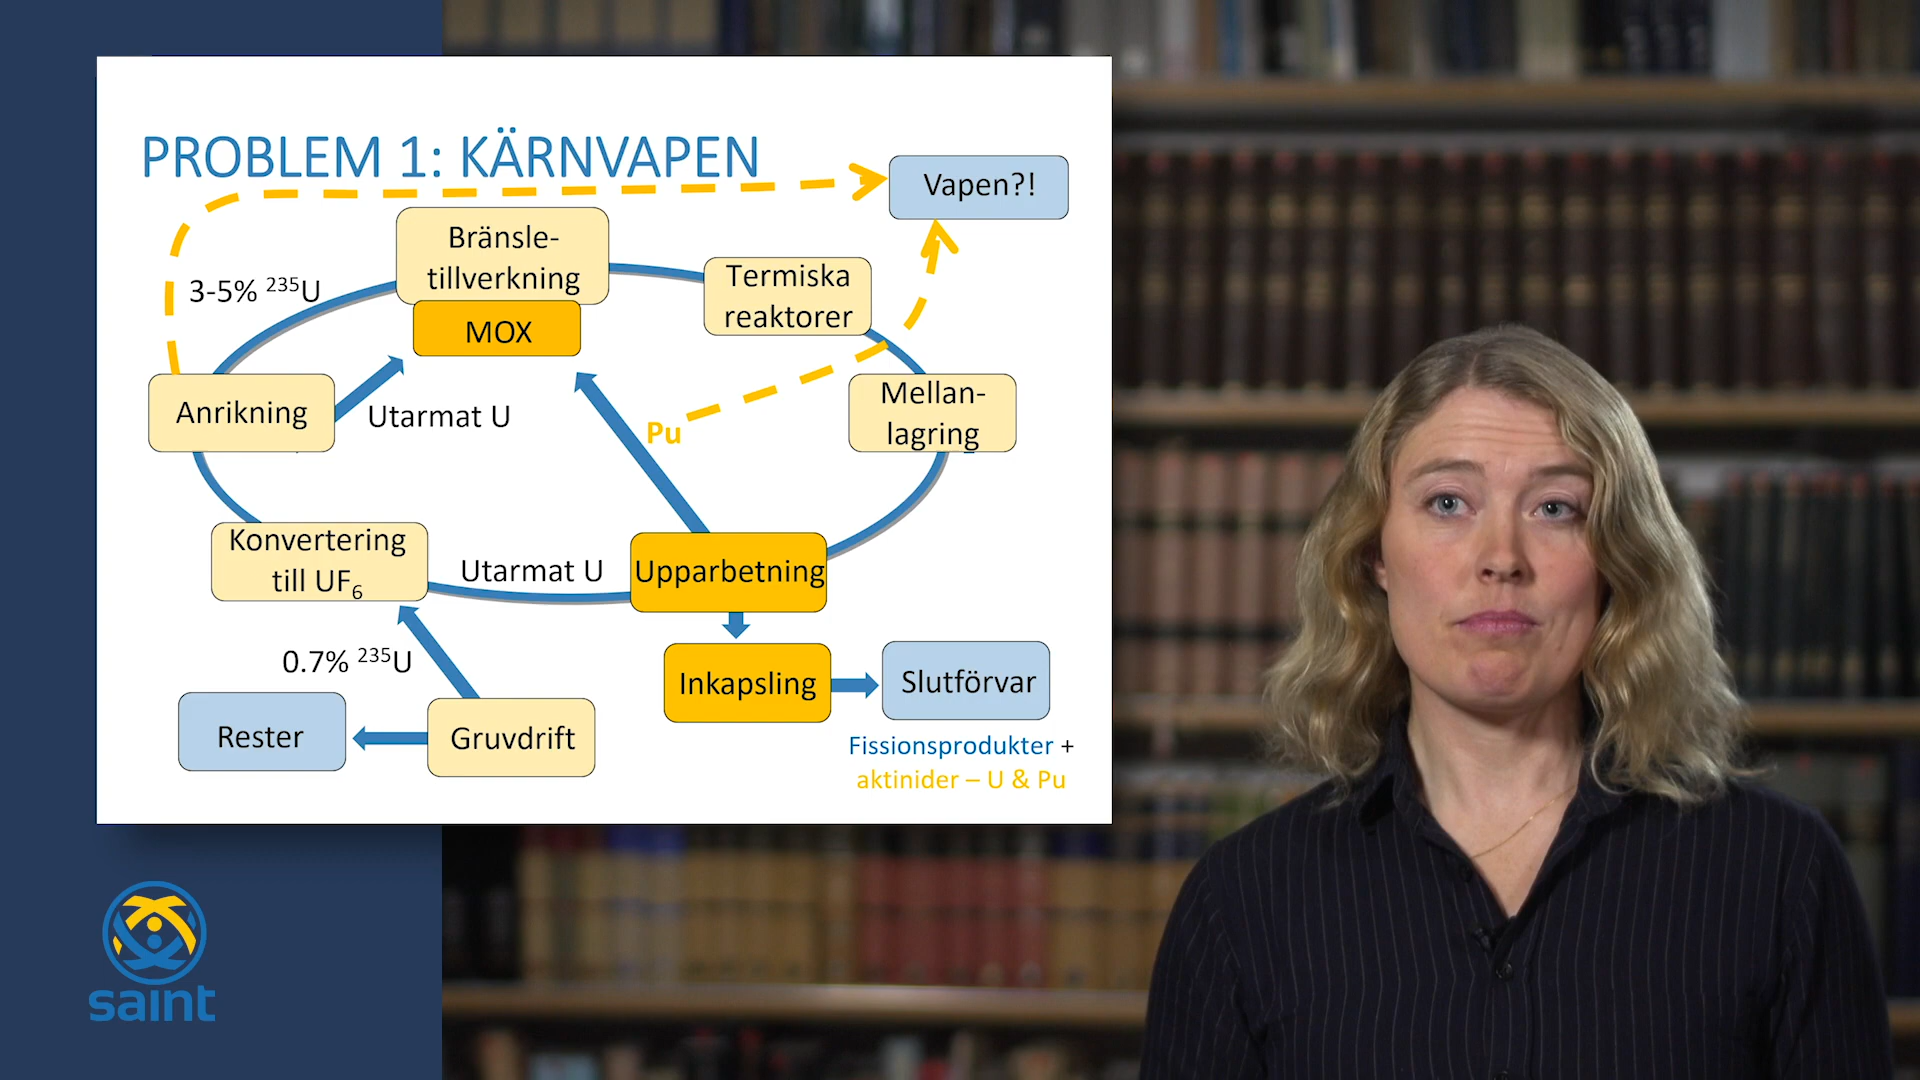 PROBLEM 1: KÄRNVAPEN
Vapen?!
Bränsle-
tillverkning
MOX
Termiska
reaktorer
3-5% ²³⁵U
Anrikning
Utarmat U
Pu
Mellan-
lagring
Konvertering
till UF₆
Utarmat U
Upparbetning
0.7% ²³⁵U
Inkapsling
Slutförvar
Rester
Gruvdrift
Fissionsprodukter +
aktinider – U & Pu
saint